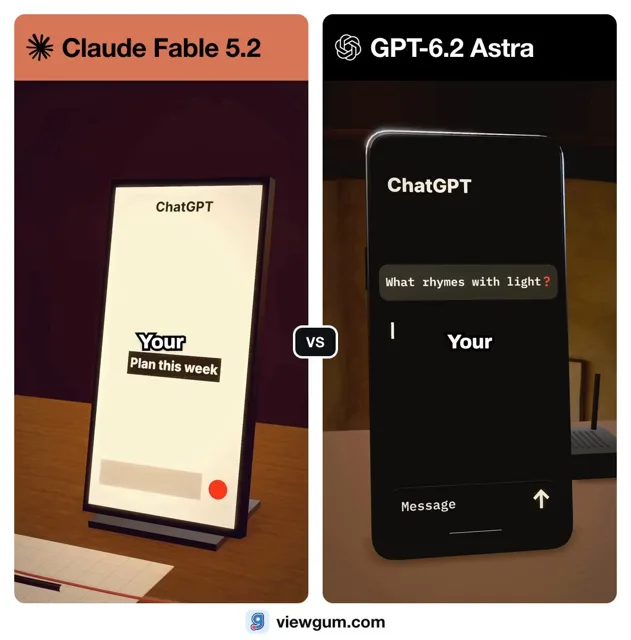 Claude Fable 5.2
ChatGPT
Your
Plan this week
VS
GPT-6.2 Astra
ChatGPT
What rhymes with light?
Your
Message
viewgum.com